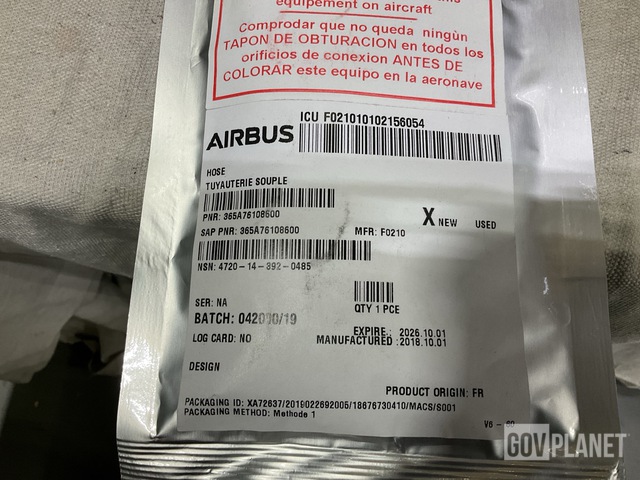 equipement on aircraft
Comprodar que no queda ningùn
TAPON DE OBTURACION en todos los
orificios de conexion ANTES DE
COLORAR este equipo en la aeronave
ICU F021010102156054
AIRBUS
HOSE
TUYAUTERIE SOUPLE
PNR: 365A76108600
X NEW USED
SAP PNR: 365A76108600 MFR: F0210
NSN: 4720-14-392-0485
SER: NA
QTY 1 PCE
BATCH:
LOG CARD: NO
EXPIRE.: 2026.10.01
MANUFACTURED :2018.10.01
DESIGN
PRODUCT ORIGIN: FR
PACKAGING ID: XA72637/2019022692005/18676730410/MACS/S001
PACKAGING METHOD: Methode 1
GOVPLANET